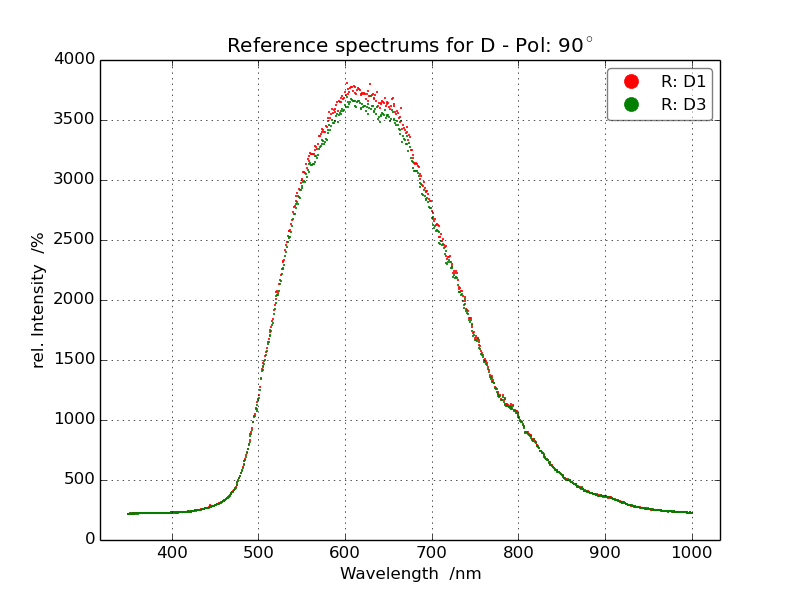 Reference spectrums for D - Pol: 90°
R: D1
R: D3
4000
3500
3000
2500
2000
1500
1000
500
0
rel. Intensity /%
400 500 600 700 800 900 1000
Wavelength /nm